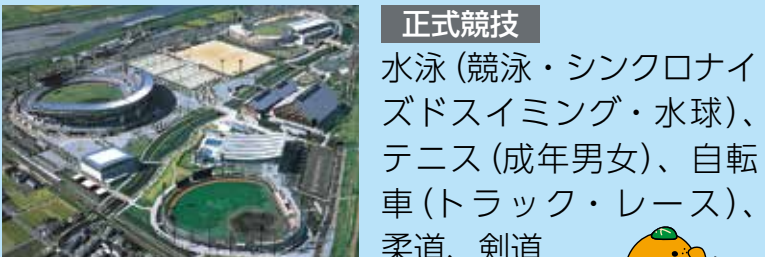 正式競技
水泳（競泳・シンクロナイ
ズドスイミング・水球）、
テニス（成年男女）、自転
車（トラック・レース）、
柔道、剣道